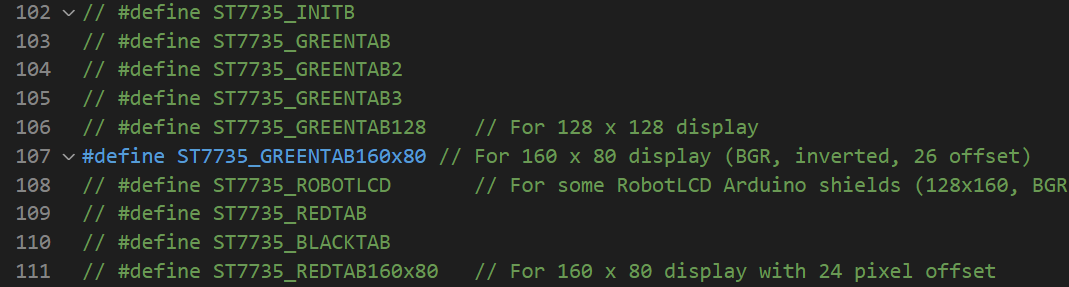 102 // #define ST7735_INITB
103 // #define ST7735_GREENTAB
104 // #define ST7735_GREENTAB2
105 // #define ST7735_GREENTAB3
106 // #define ST7735_GREENTAB128    // For 128 x 128 display
107 #define ST7735_GREENTAB160x80 // For 160 x 80 display (BGR, inverted, 26 offset)
108 // #define ST7735_ROBOTLCD       // For some RobotLCD Arduino shields (128x160, BGR
109 // #define ST7735_REDTAB
110 // #define ST7735_BLACKTAB
111 // #define ST7735_REDTAB160x80   // For 160 x 80 display with 24 pixel offset